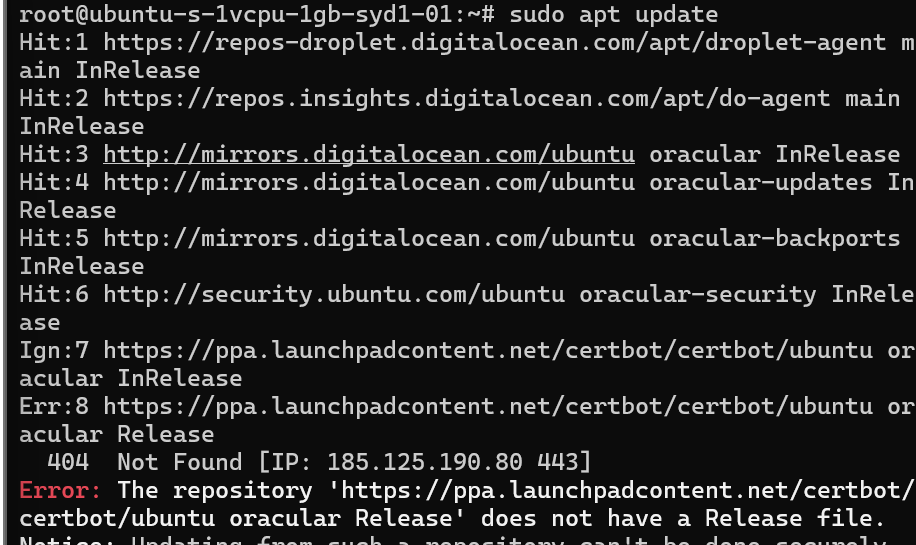 root@ubuntu-s-1vcpu-1gb-syd1-01:~# sudo apt update
Hit:1 https://repos-droplet.digitalocean.com/apt/droplet-agent m
ain InRelease
Hit:2 https://repos.insights.digitalocean.com/apt/do-agent main
InRelease
Hit:3 http://mirrors.digitalocean.com/ubuntu oracular InRelease
Hit:4 http://mirrors.digitalocean.com/ubuntu oracular-updates In
Release
Hit:5 http://mirrors.digitalocean.com/ubuntu oracular-backports
InRelease
Hit:6 http://security.ubuntu.com/ubuntu oracular-security InRele
ase
Ign:7 https://ppa.launchpadcontent.net/certbot/certbot/ubuntu or
acular InRelease
Err:8 https://ppa.launchpadcontent.net/certbot/certbot/ubuntu or
acular Release
  404  Not Found [IP: 185.125.190.80 443]
Error: The repository 'https://ppa.launchpadcontent.net/certbot/
certbot/ubuntu oracular Release' does not have a Release file.
Notice: Updating from such a repository can't be done securely